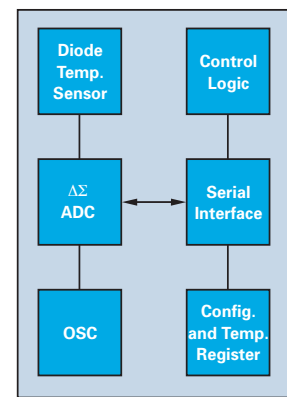 Diode
Temp.
Sensor
Control
Logic
ΔΣ
ADC
Serial
Interface
OSC
Config.
and Temp.
Register